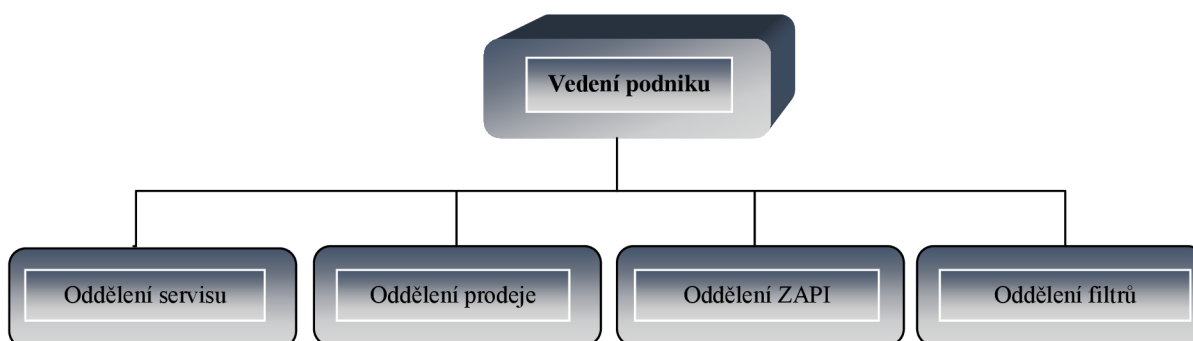 Vedení podniku
Oddělení servisu
Oddělení prodeje
Oddělení ZAPI
Oddělení filtrů